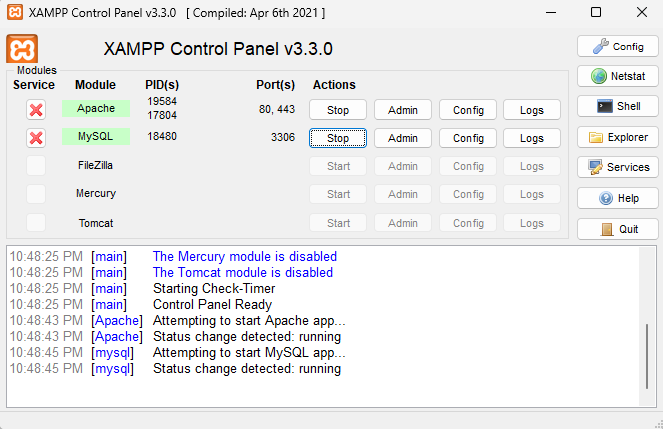 XAMPP Control Panel v3.3.0 [ Compiled: Apr 6th 2021 ]
XAMPP Control Panel v3.3.0
Config
Modules
Service Module PID(s) Port(s) Actions
Netstat
Apache 19584 17804 80, 443 Stop Admin Config Logs
Shell
MySQL 18480 3306 Stop Admin Config Logs
Explorer
FileZilla Start Admin Config Logs
Services
Mercury Start Admin Config Logs
Help
Tomcat Start Admin Config Logs
Quit
10:48:25 PM [main] The Mercury module is disabled
10:48:25 PM [main] The Tomcat module is disabled
10:48:25 PM [main] Starting Check-Timer
10:48:25 PM [main] Control Panel Ready
10:48:43 PM [Apache] Attempting to start Apache app...
10:48:43 PM [Apache] Status change detected: running
10:48:45 PM [mysql] Attempting to start MySQL app...
10:48:45 PM [mysql] Status change detected: running